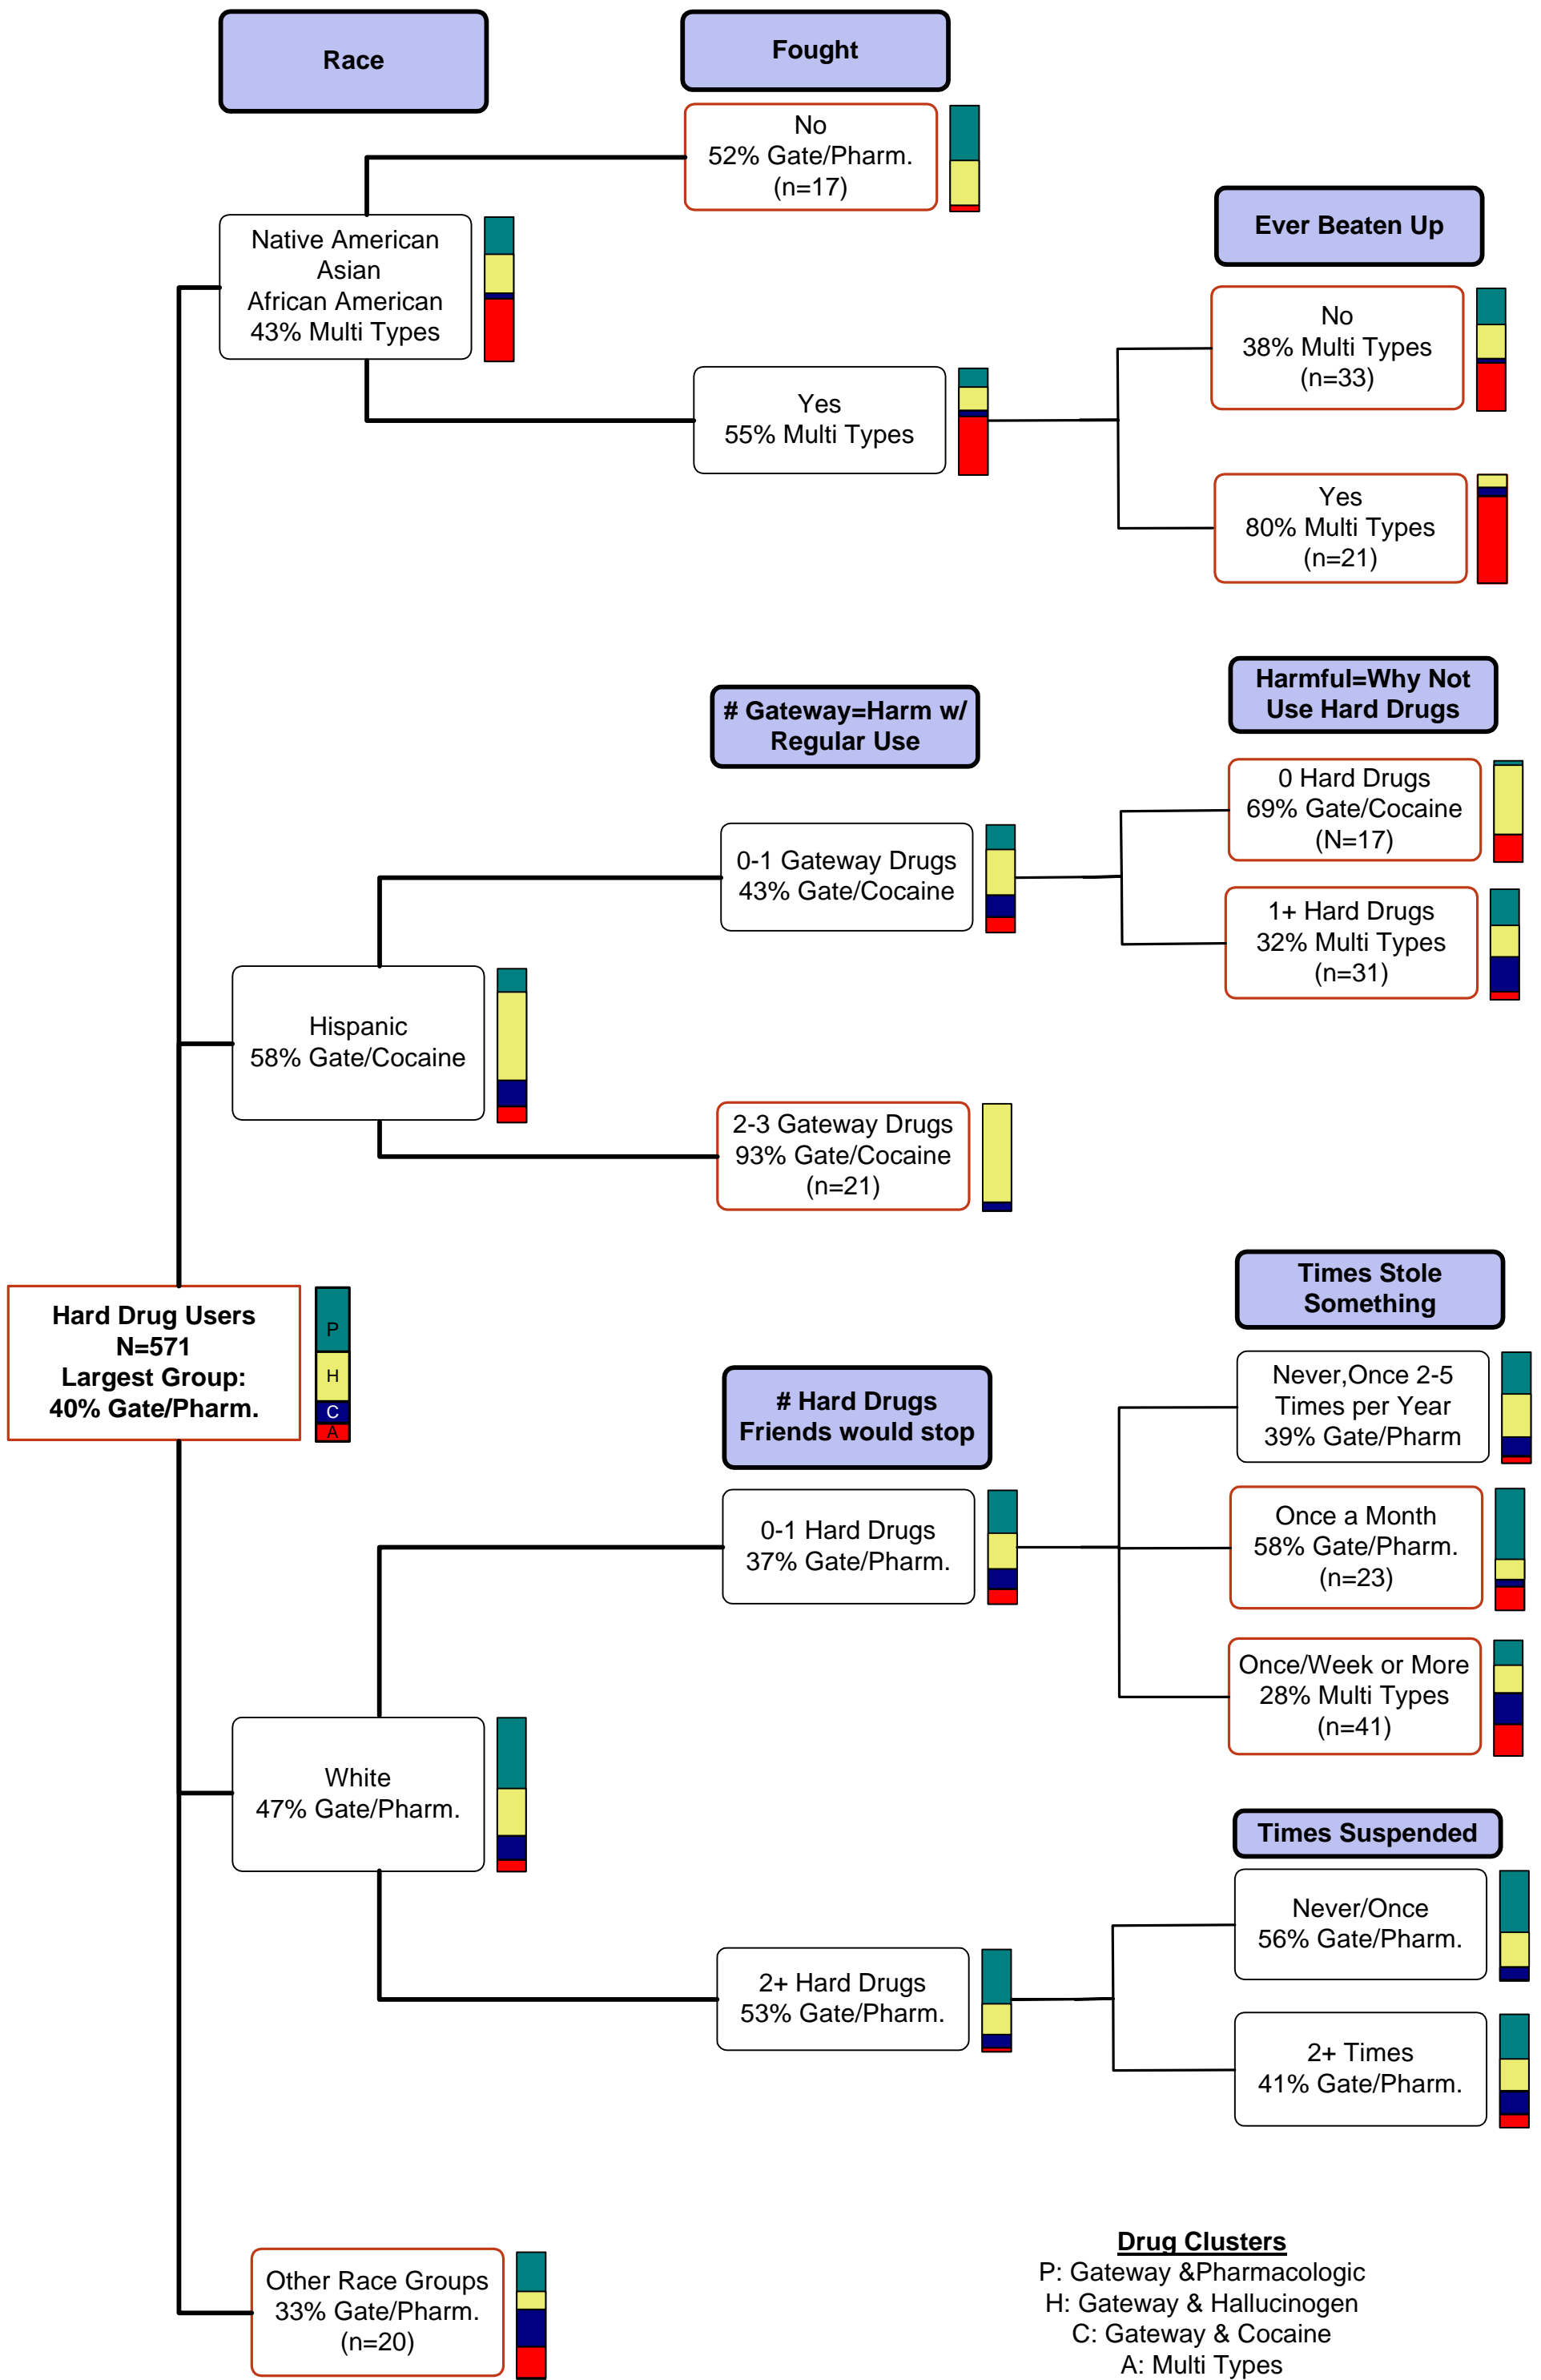 Race
Fought
No
52% Gate/Pharm.
(n=17)
Native American
Asian
African American
43% Multi Types
Ever Beaten Up
No
38% Multi Types
(n=33)
Yes
55% Multi Types
Yes
80% Multi Types
(n=21)
# Gateway=Harm w/
Regular Use
Harmful=Why Not
Use Hard Drugs
0 Hard Drugs
69% Gate/Cocaine
(N=17)
0-1 Gateway Drugs
43% Gate/Cocaine
1+ Hard Drugs
32% Multi Types
(n=31)
Hispanic
58% Gate/Cocaine
2-3 Gateway Drugs
93% Gate/Cocaine
(n=21)
Hard Drug Users
N=571
Largest Group:
40% Gate/Pharm.
P
H
C
A
Times Stole
Something
# Hard Drugs
Friends would stop
Never,Once 2-5
Times per Year
39% Gate/Pharm
0-1 Hard Drugs
37% Gate/Pharm.
Once a Month
58% Gate/Pharm.
(n=23)
Once/Week or More
28% Multi Types
(n=41)
White
47% Gate/Pharm.
Times Suspended
Never/Once
56% Gate/Pharm.
2+ Hard Drugs
53% Gate/Pharm.
2+ Times
41% Gate/Pharm.
Other Race Groups
33% Gate/Pharm.
(n=20)
Drug Clusters
P: Gateway &Pharmacologic
H: Gateway & Hallucinogen
C: Gateway & Cocaine
A: Multi Types